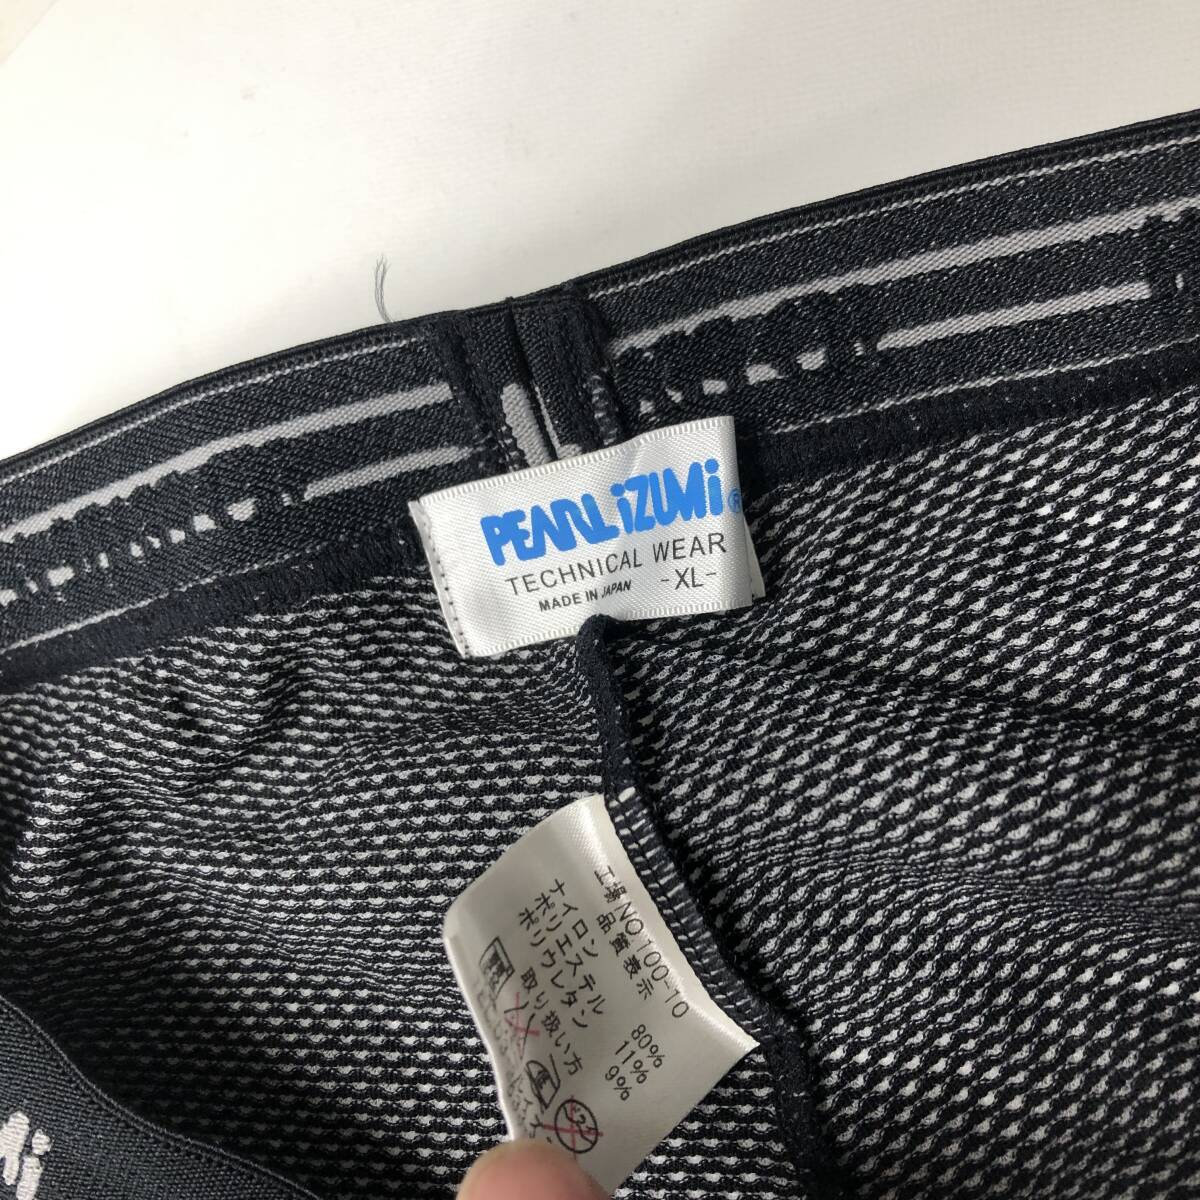 PEARL iZUMi®
TECHNICAL WEAR
MADE IN JAPAN -XL-
工場NO.100-10
品質表示
ナイロン 80%
ポリエステル 11%
ポリウレタン 9%
取り扱い方